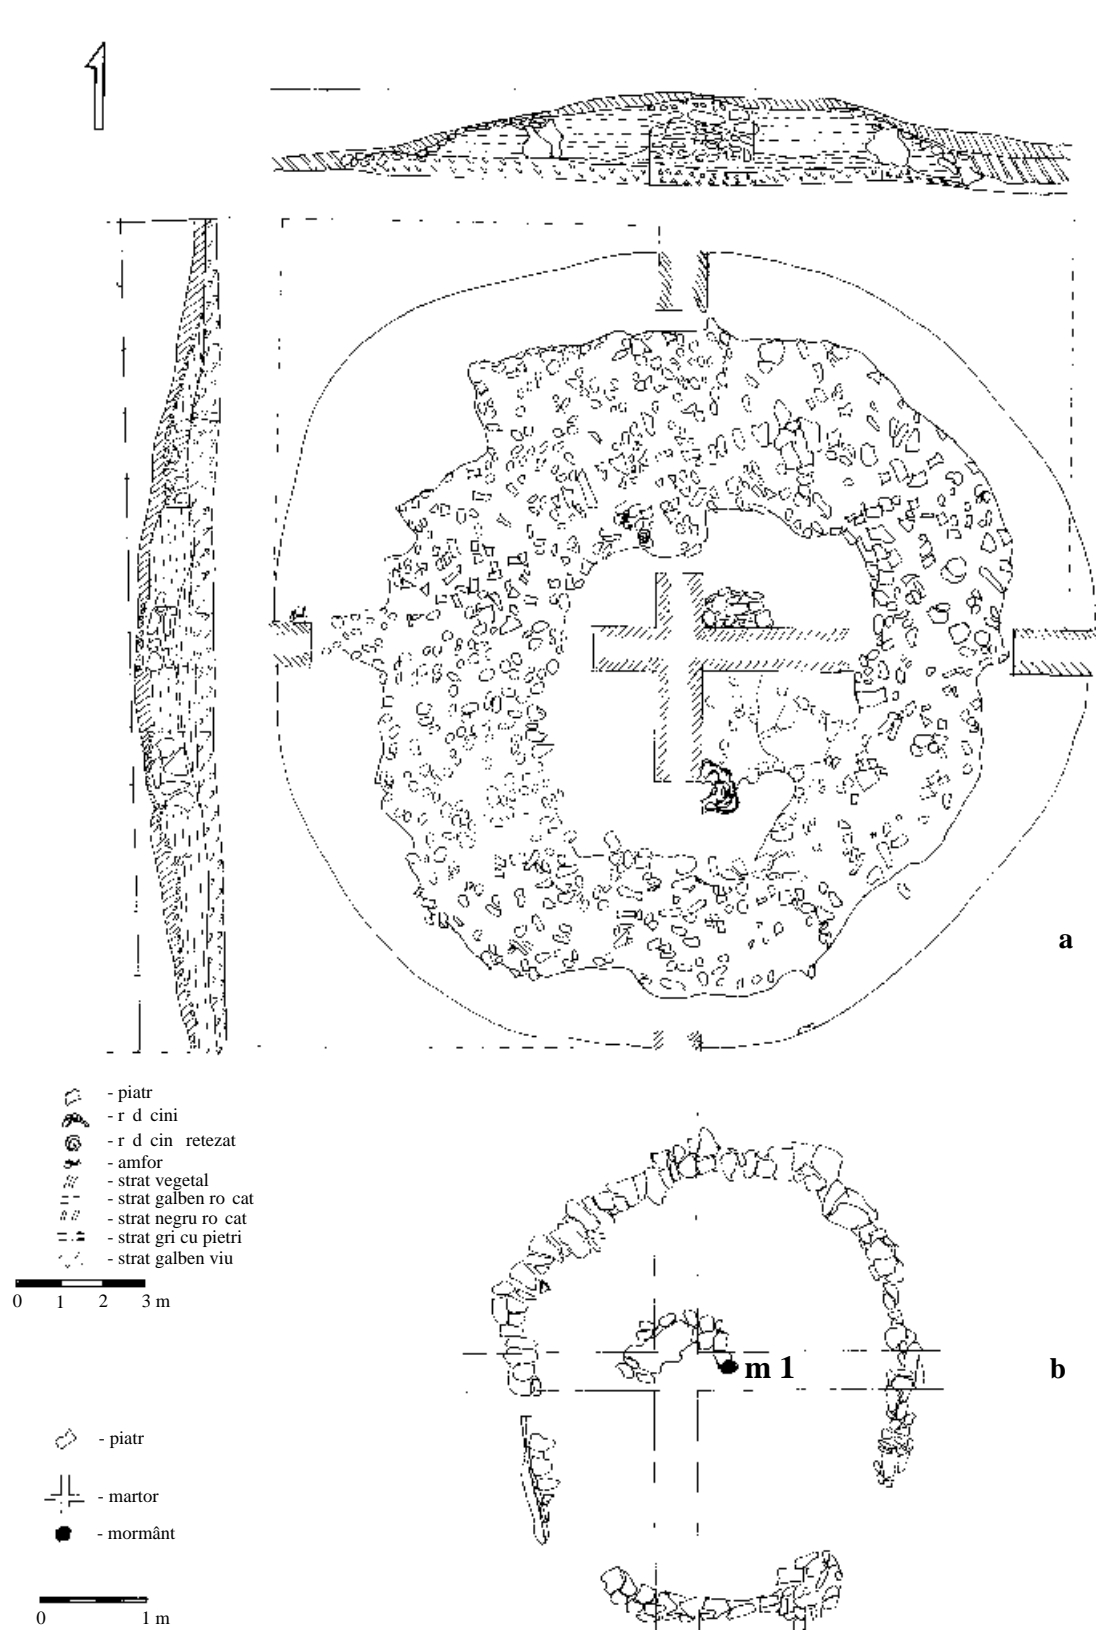 a
- piatr
- r d cini
- r d cin retezat
- amfor
- strat vegetal
- strat galben ro cat
- strat negru ro cat
- strat gri cu pietri
- strat galben viu
0 1 2 3 m
m 1
b
- piatr
- martor
- mormânt
0 1 m